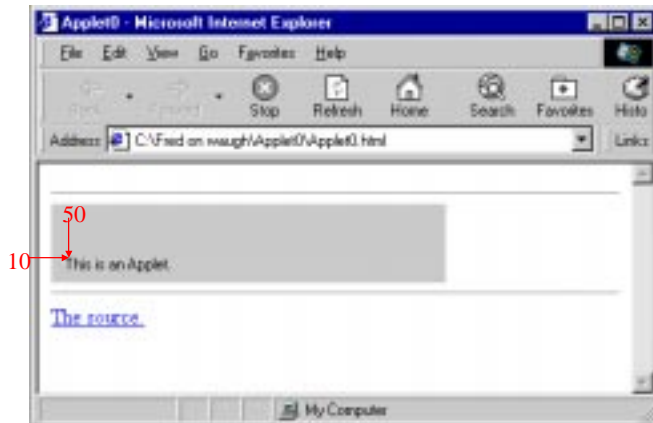 Applet0 - Microsoft Internet Explorer
File Edit View Go Favorites Help
Back Forward Stop Refresh Home Search Favorites Histo
Address C:\Fred on waugh\Applet0\Applet0.html Links
50
10
This is an Applet.
The source.
My Computer